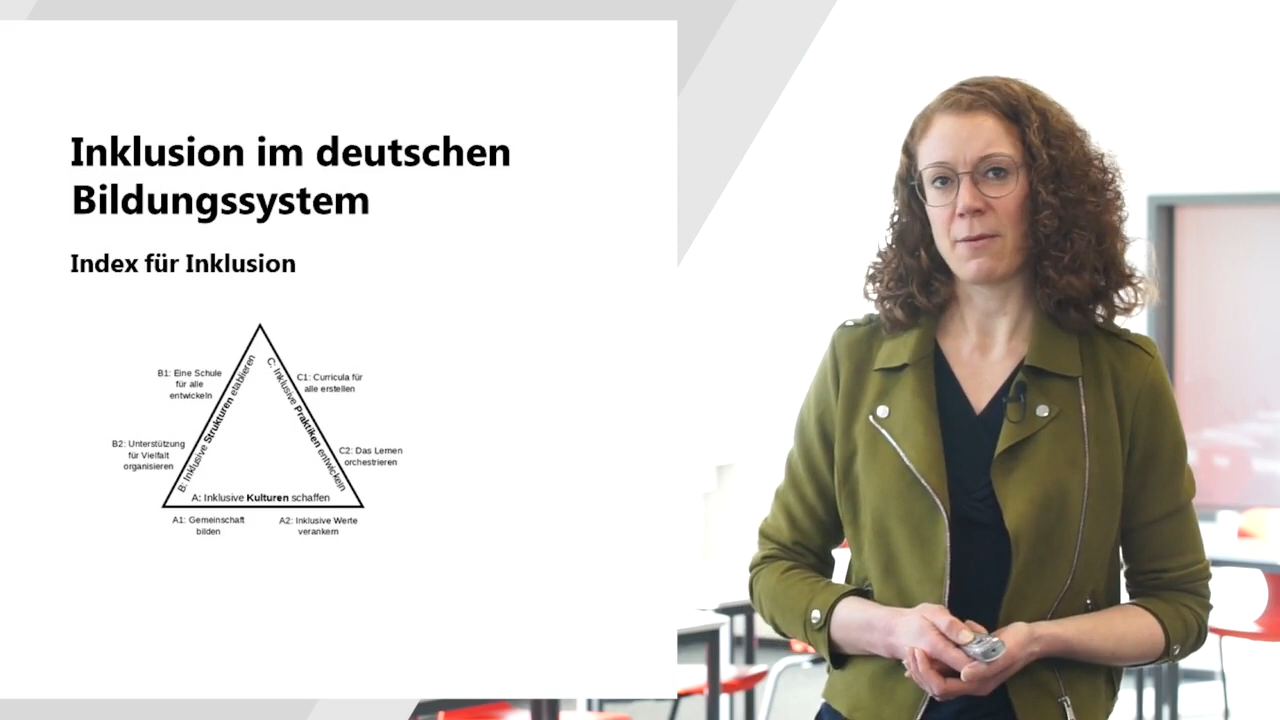 Inklusion im deutschen
Bildungssystem
Index für Inklusion
B1: Eine Schule
für alle
entwickeln
B2: Unterstützung
für Vielfalt
organisieren
B: Inklusive Strukturen etablieren
C: Inklusive Praktiken entwickeln
C1: Curricula für
alle erstellen
C2: Das Lernen
orchestrieren
A: Inklusive Kulturen schaffen
A1: Gemeinschaft
bilden
A2: Inklusive Werte
verankern